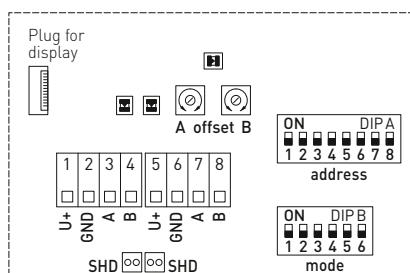 Plug for
display
A offset B
ON DIP A
1 2 3 4 5 6 7 8
address
1 2 3 4 5 6 7 8
U+ GND A B U+ GND A B
ON DIP B
1 2 3 4 5 6
mode
SHD SHD